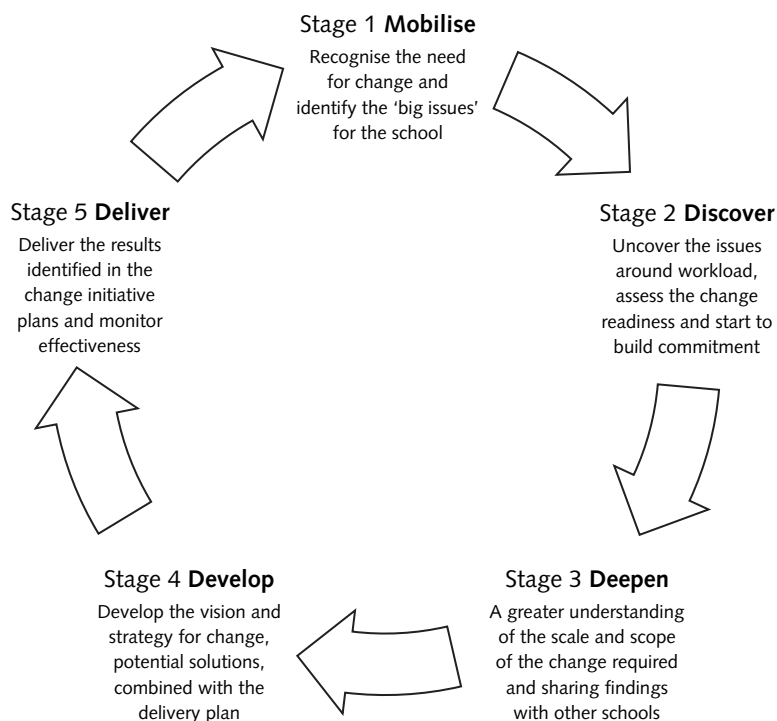 Stage 1 Mobilise
Recognise the need
for change and
identify the 'big issues'
for the school
Stage 2 Discover
Uncover the issues
around workload,
assess the change
readiness and start to
build commitment
Stage 3 Deepen
A greater understanding
of the scale and scope
of the change required
and sharing findings
with other schools
Stage 4 Develop
Develop the vision and
strategy for change,
potential solutions,
combined with the
delivery plan
Stage 5 Deliver
Deliver the results
identified in the
change initiative
plans and monitor
effectiveness